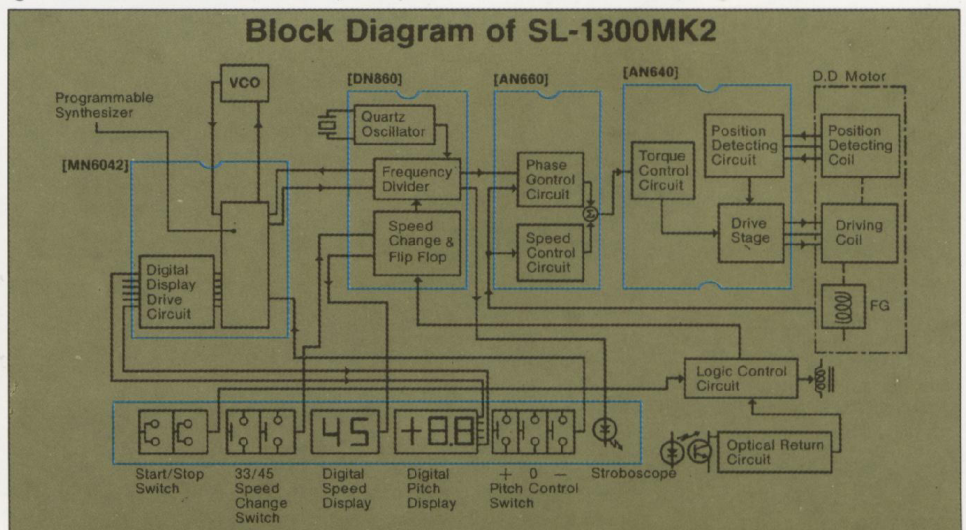 Block Diagram of SL-1300MK2
VCO
Programmable
Synthesizer
[MN6042]
Digital
Display
Drive
Circuit
[DN860]
Quartz
Oscillator
Frequency
Divider
Speed
Change &
Flip Flop
[AN660]
Phase
Gontrol
Circuit
Σ
Speed
Control
Circuit
[AN640]
Torque
Control
Circuit
Position
Detecting
Circuit
Drive
Stage
D.D Motor
Position
Detecting
Coil
Driving
Coil
FG
Logic Control
Circuit
Optical Return
Circuit
45
+8.8
Start/Stop
Switch
33/45
Speed
Change
Switch
Digital
Speed
Display
Digital
Pitch
Display
+ 0 −
Pitch Control
Switch
Stroboscope